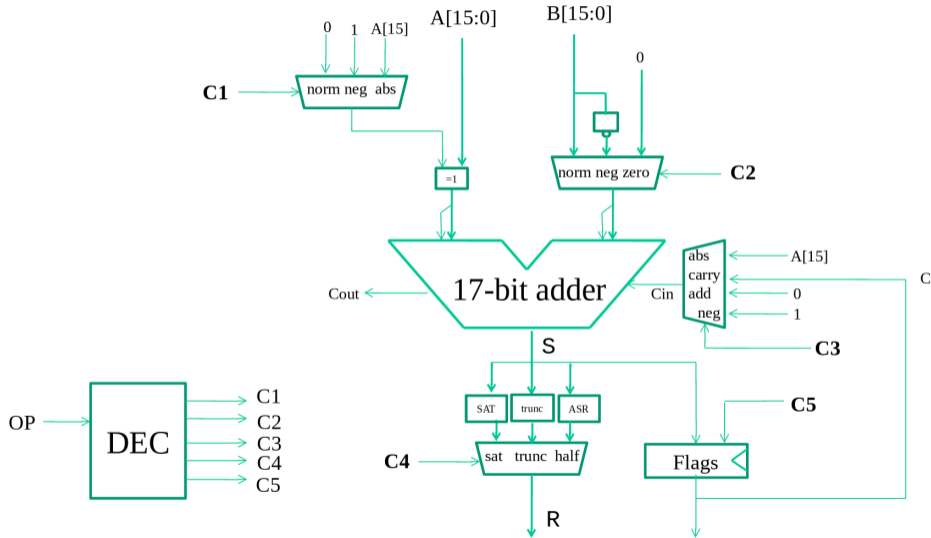 A[15:0]
B[15:0]
0
1
A[15]
0
C1
norm neg abs
=1
norm neg zero
C2
17-bit adder
Cout
Cin
abs
carry
add
neg
A[15]
C
0
1
C3
S
SAT
trunc
ASR
C5
C4
sat trunc half
Flags
R
OP
DEC
C1
C2
C3
C4
C5